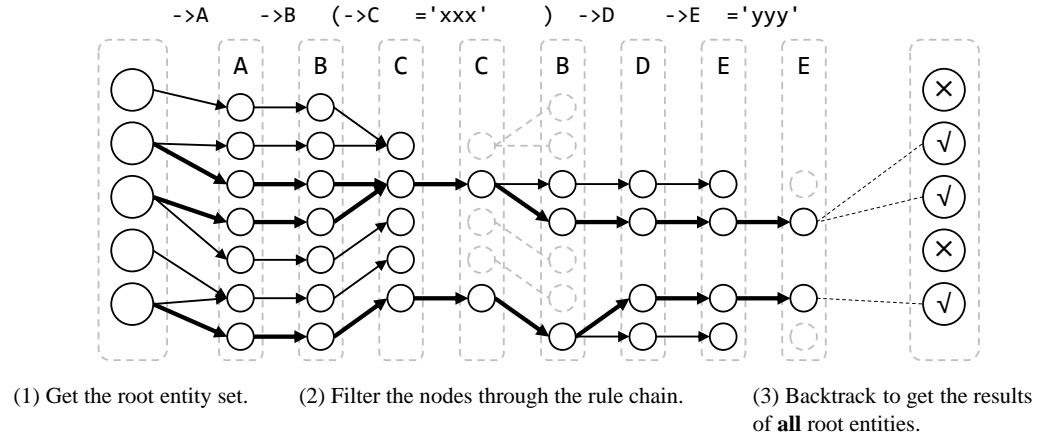 ->A ->B (->C ='xxx' ) ->D ->E ='yyy'
A B C C B D E E
×
√
√
×
√
(1) Get the root entity set. (2) Filter the nodes through the rule chain. (3) Backtrack to get the results
of all root entities.